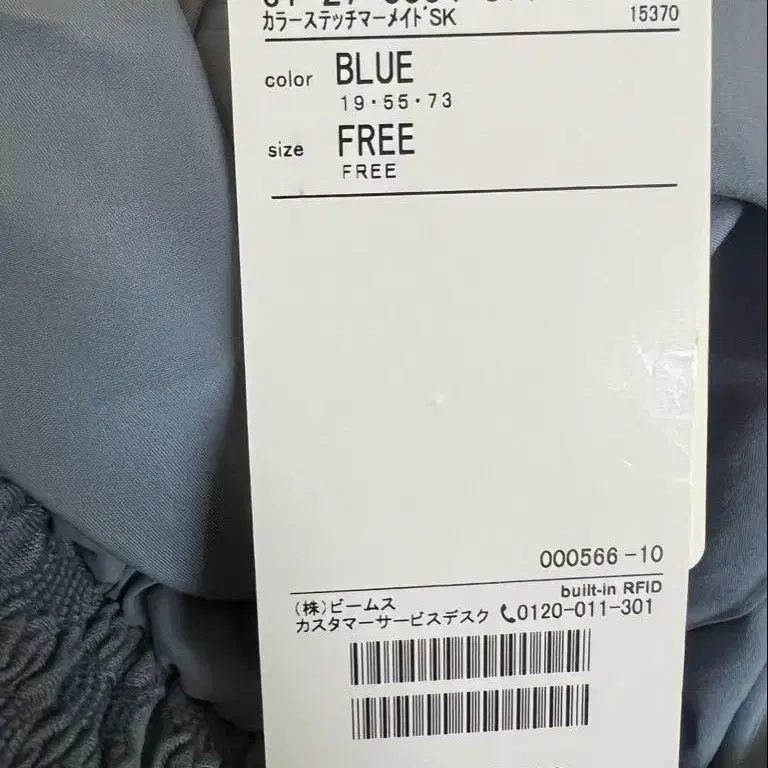 カラーステッチマーメイドSK 15370
color BLUE
19・55・73
size FREE
FREE
000566-10
built-in RFID
(株)ビームス
カスタマーサービスデスク 0120-011-301